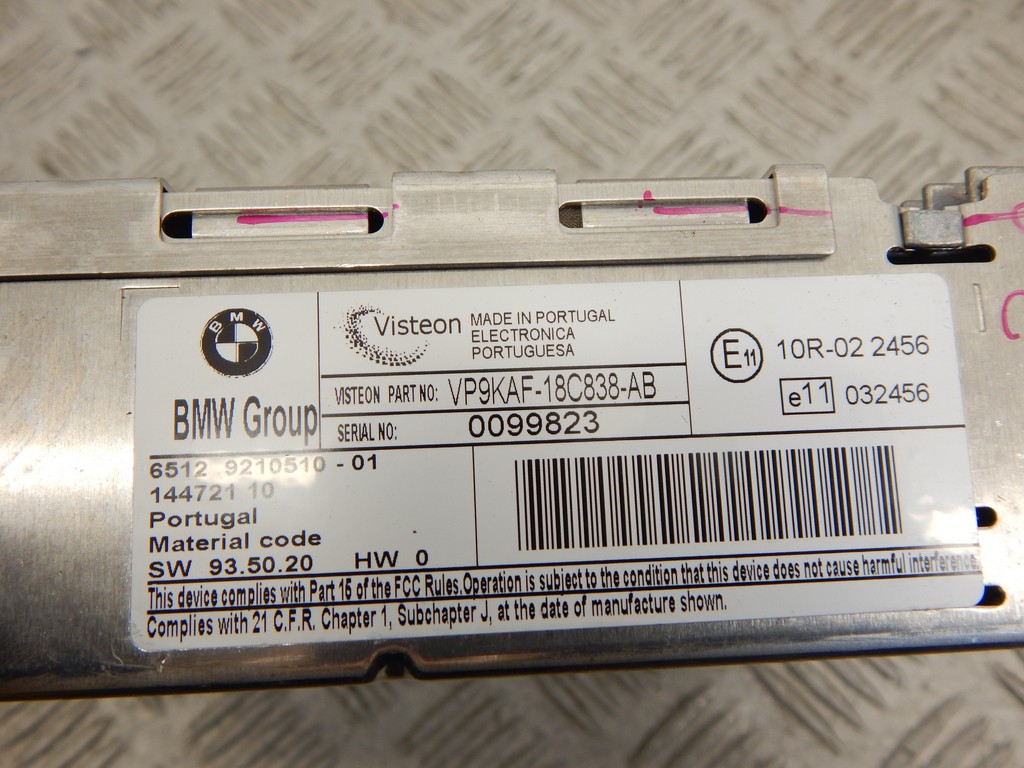 BMW
BMW Group
Visteon
MADE IN PORTUGAL
ELECTRONICA
PORTUGUESA
VISTEON PART NO: VP9KAF-18C838-AB
SERIAL NO: 0099823
E11 10R-02 2456
e11 032456
6512 9210510 - 01
144721 10
Portugal
Material code
SW 93.50.20 HW 0
This device complies with Part 15 of the FCC Rules.Operation is subject to the condition that this device does not cause harmful interference.
Complies with 21 C.F.R. Chapter 1, Subchapter J, at the date of manufacture shown.